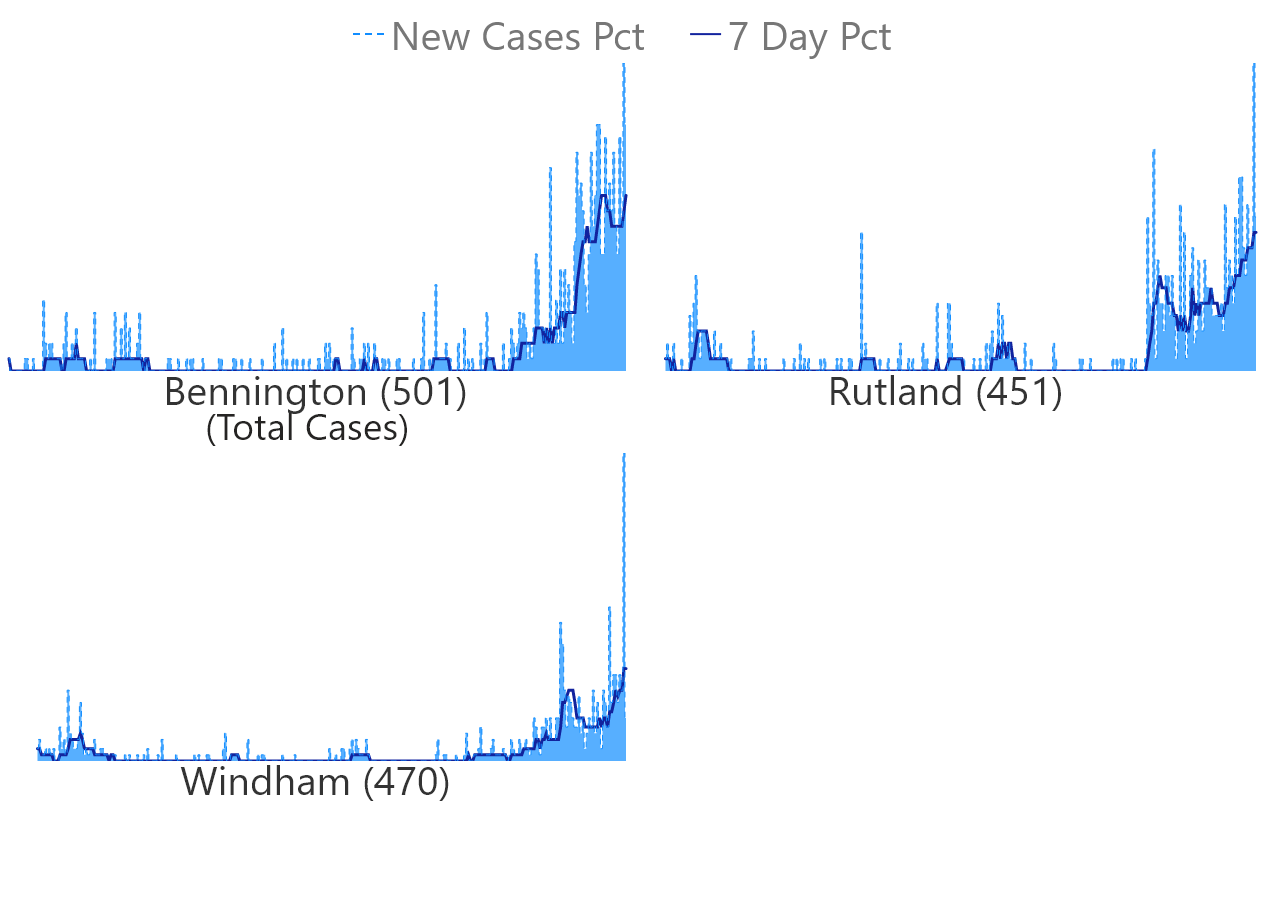 New Cases Pct 7 Day Pct
Bennington (501) Rutland (451)
(Total Cases)
Windham (470)